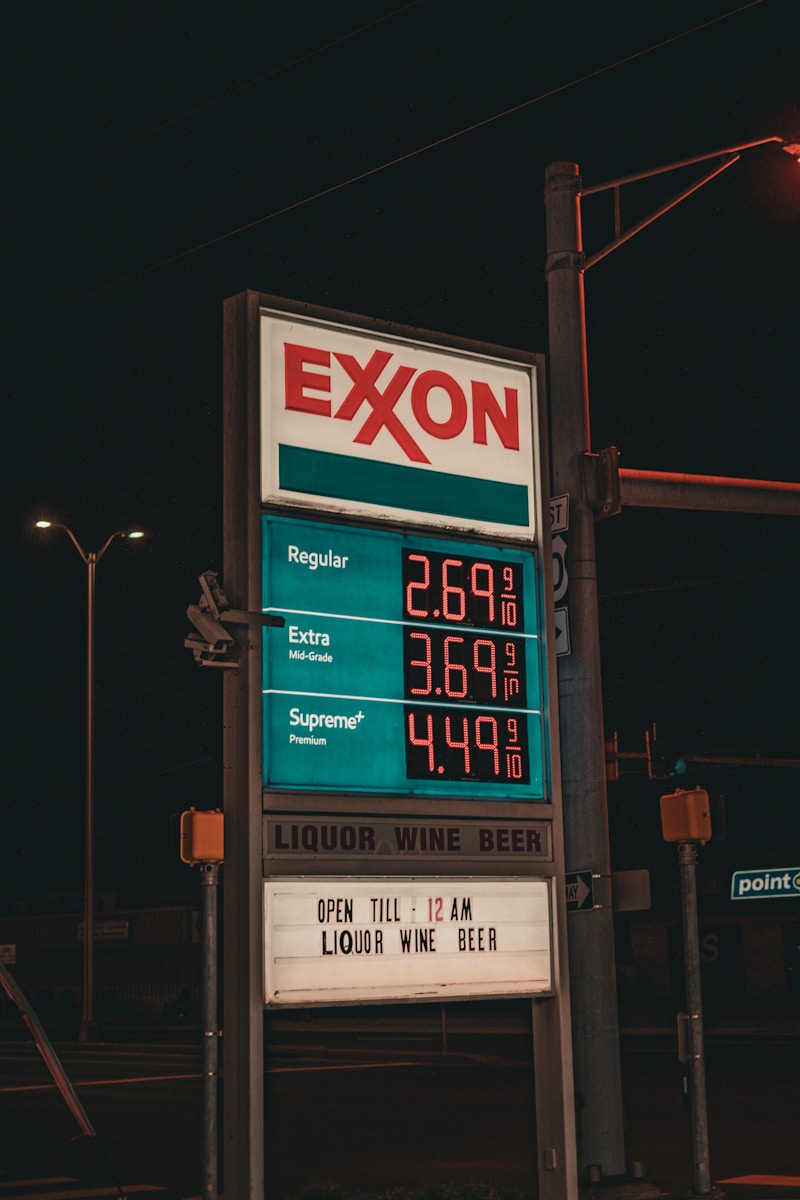 EXXON
Regular 2.69 9/10
Extra 3.69 9/10
Mid-Grade
Supreme+ 4.49 9/10
Premium
LIQUOR WINE BEER
OPEN TILL - 12 AM
LIQUOR WINE BEER
point